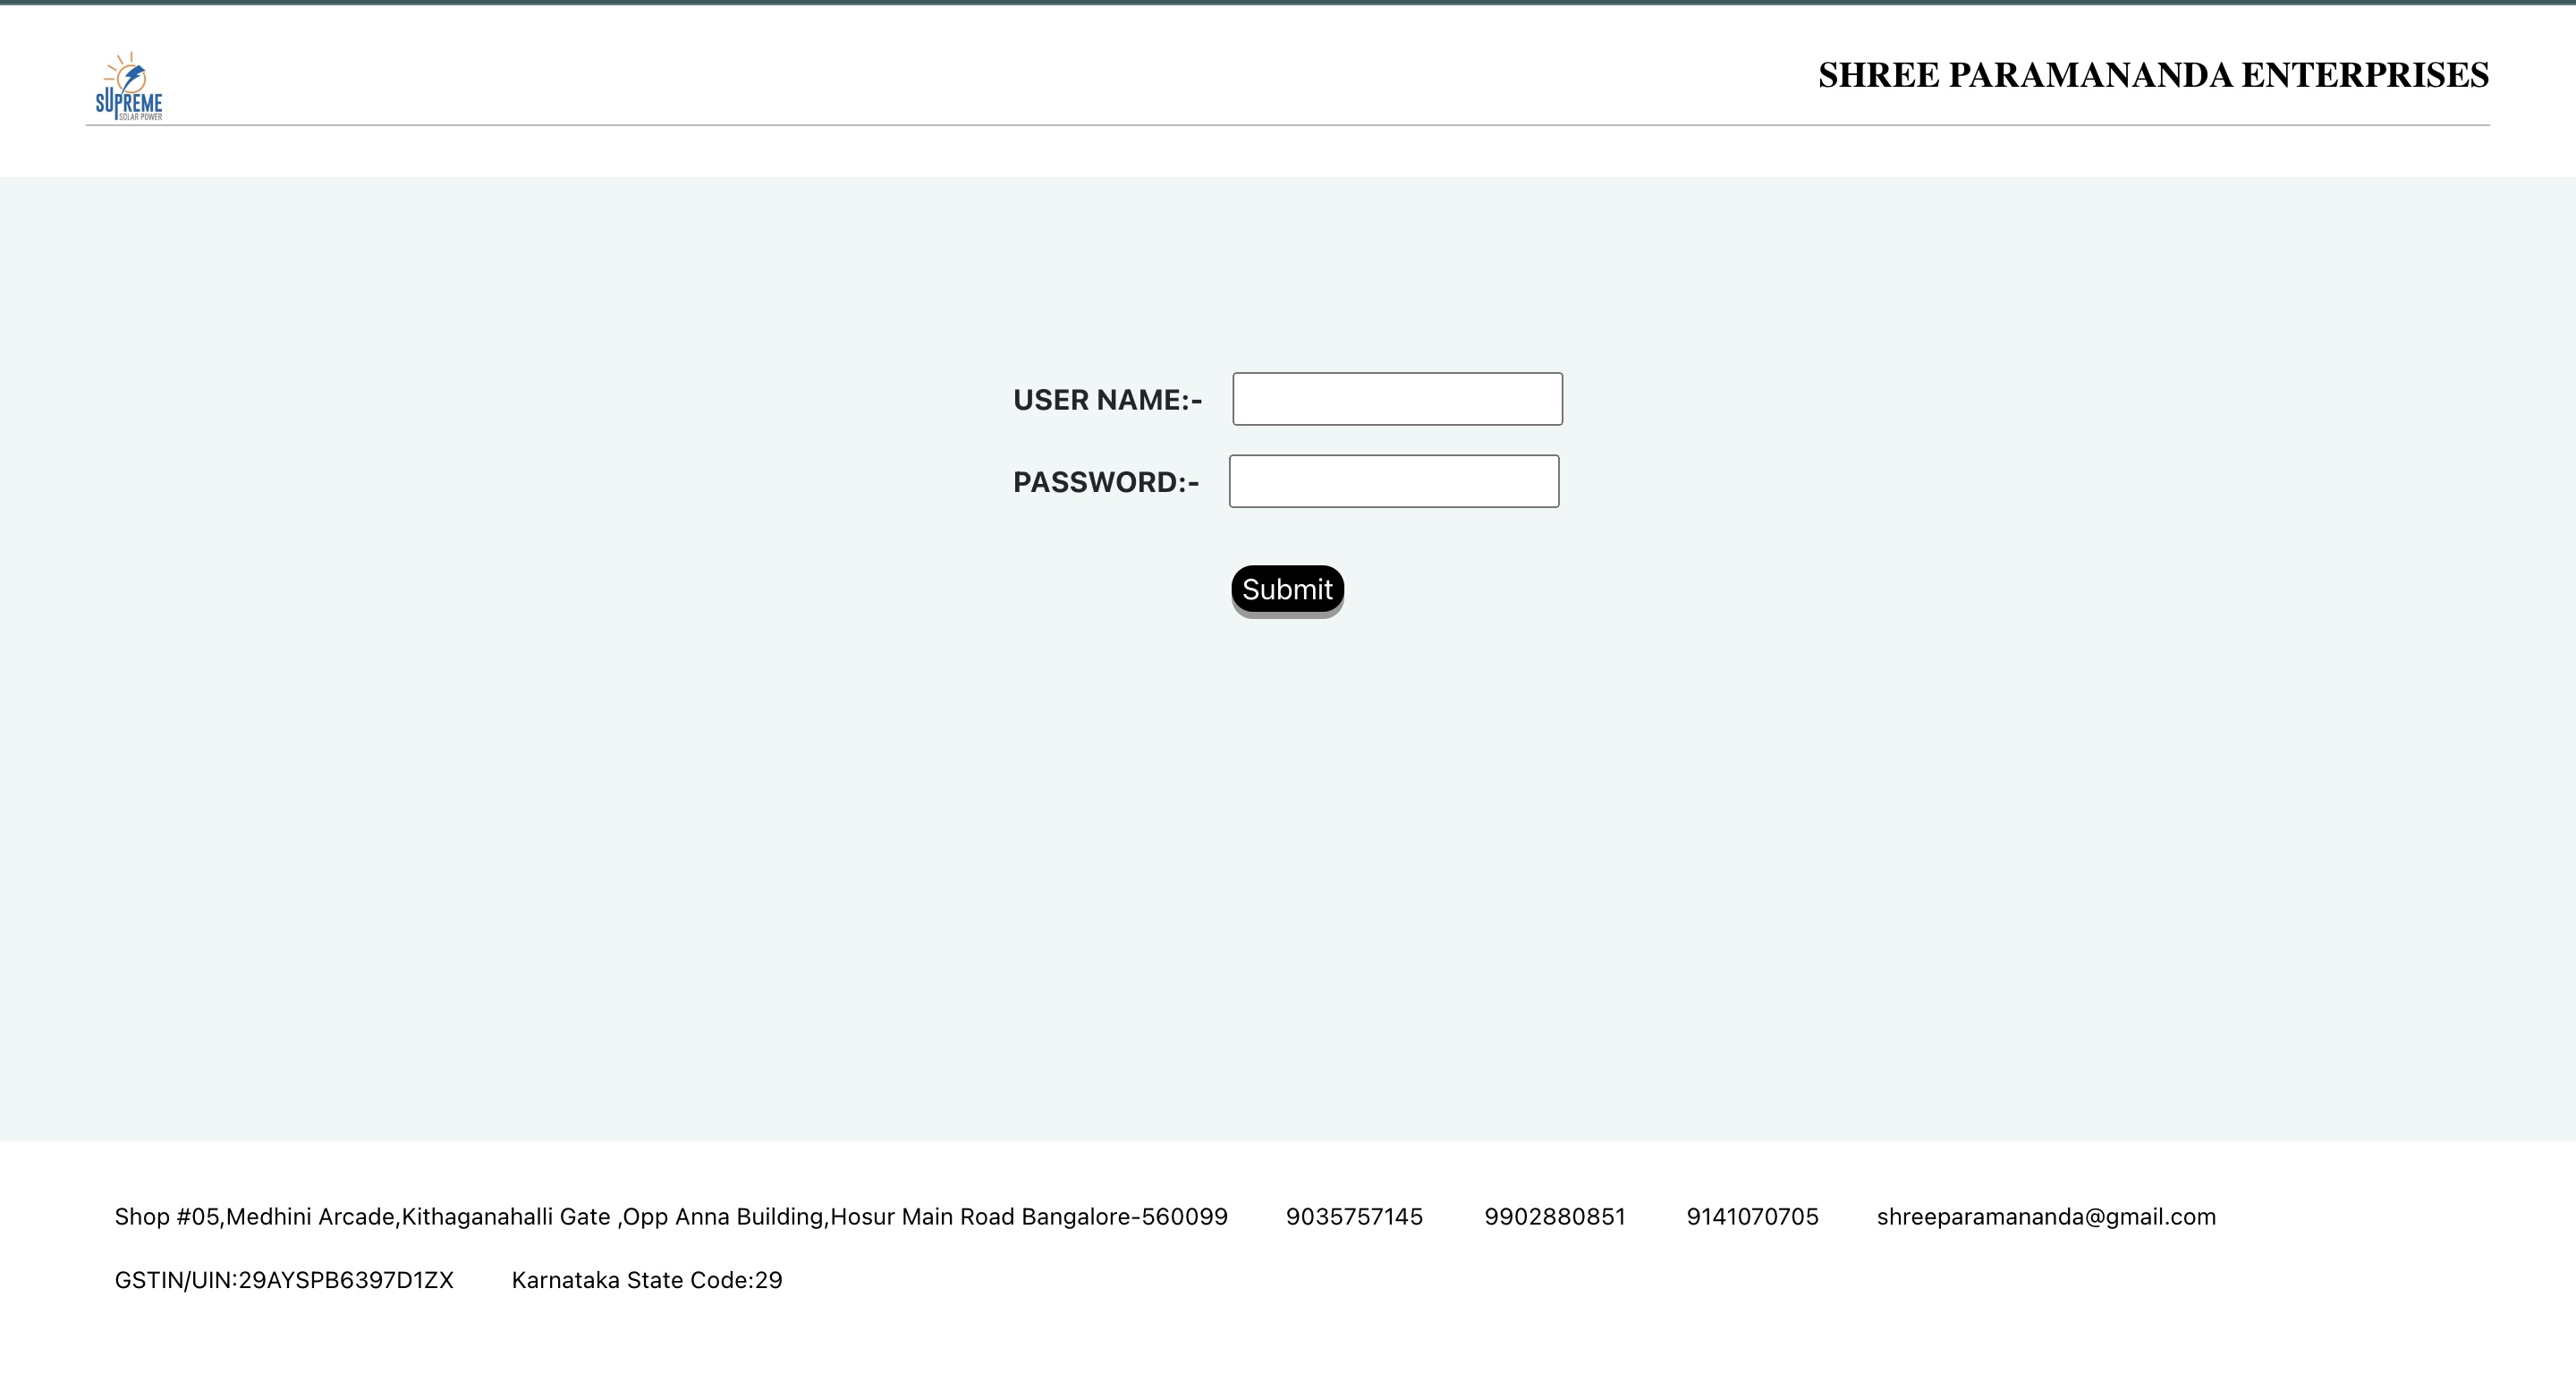 SUPREME
SOLAR POWER
SHREE PARAMANANDA ENTERPRISES
USER NAME:-
PASSWORD:-
Submit
Shop #05,Medhini Arcade,Kithaganahalli Gate ,Opp Anna Building,Hosur Main Road Bangalore-560099 9035757145 9902880851 9141070705 shreeparamananda@gmail.com
GSTIN/UIN:29AYSPB6397D1ZX Karnataka State Code:29